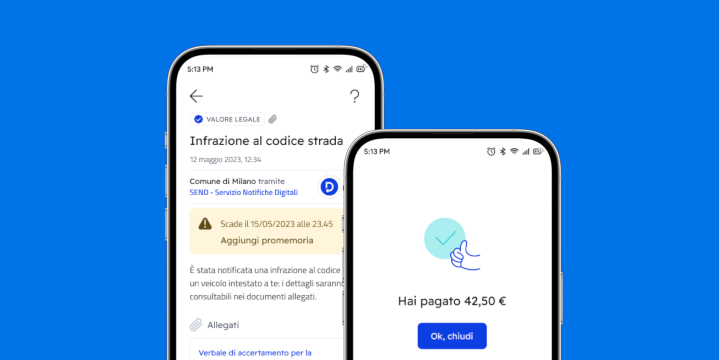 5:13 PM
VALORE LEGALE
Infrazione al codice strada
12 maggio 2023, 12:34
Comune di Milano tramite
SEND - Servizio Notifiche Digitali
Scade il 15/05/2023 alle 23.45
Aggiungi promemoria
È stata notificata una infrazione al codice
un veicolo intestato a te: i dettagli saranno
consultabili nei documenti allegati.
Allegati
Verbale di accertamento per la
5:13 PM
Hai pagato 42,50 €
Ok, chiudi